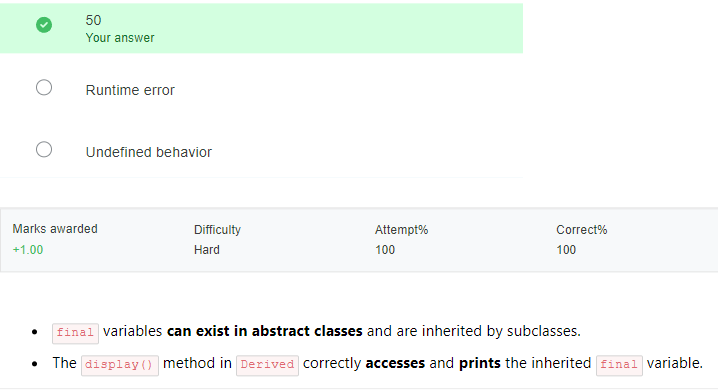 50
Your answer
Runtime error
Undefined behavior
Marks awarded Difficulty Attempt% Correct%
+1.00 Hard 100 100
• final variables can exist in abstract classes and are inherited by subclasses.
• The display() method in Derived correctly accesses and prints the inherited final variable.